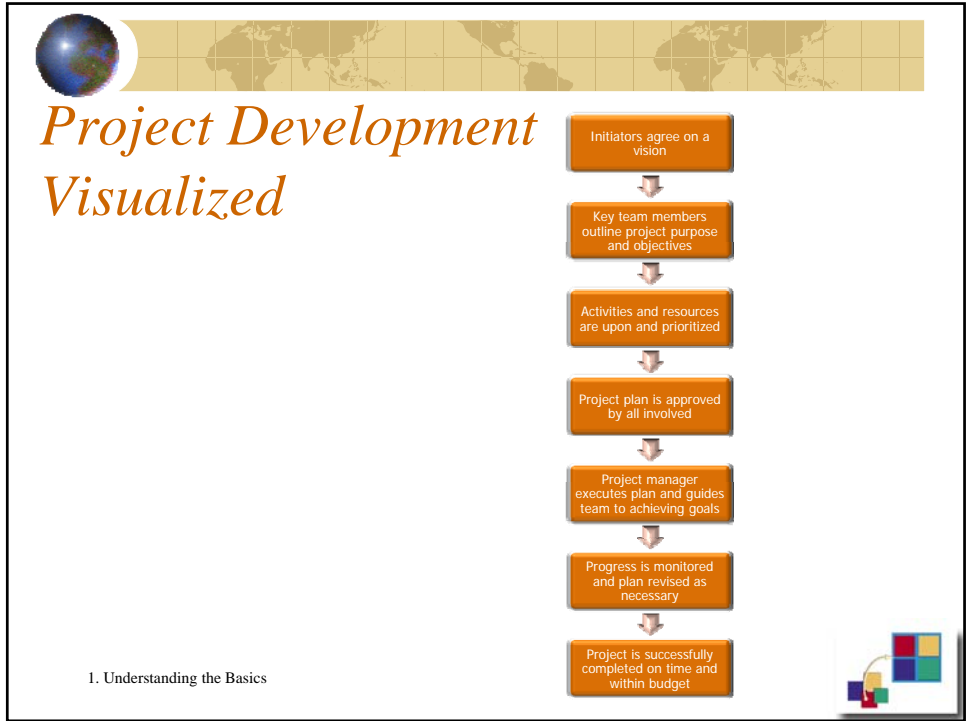 Project Development
Visualized
Initiators agree on a
vision
Key team members
outline project purpose
and objectives
Activities and resources
are upon and prioritized
Project plan is approved
by all involved
Project manager
executes plan and guides
team to achieving goals
Progress is monitored
and plan revised as
necessary
Project is successfully
completed on time and
within budget
1. Understanding the Basics